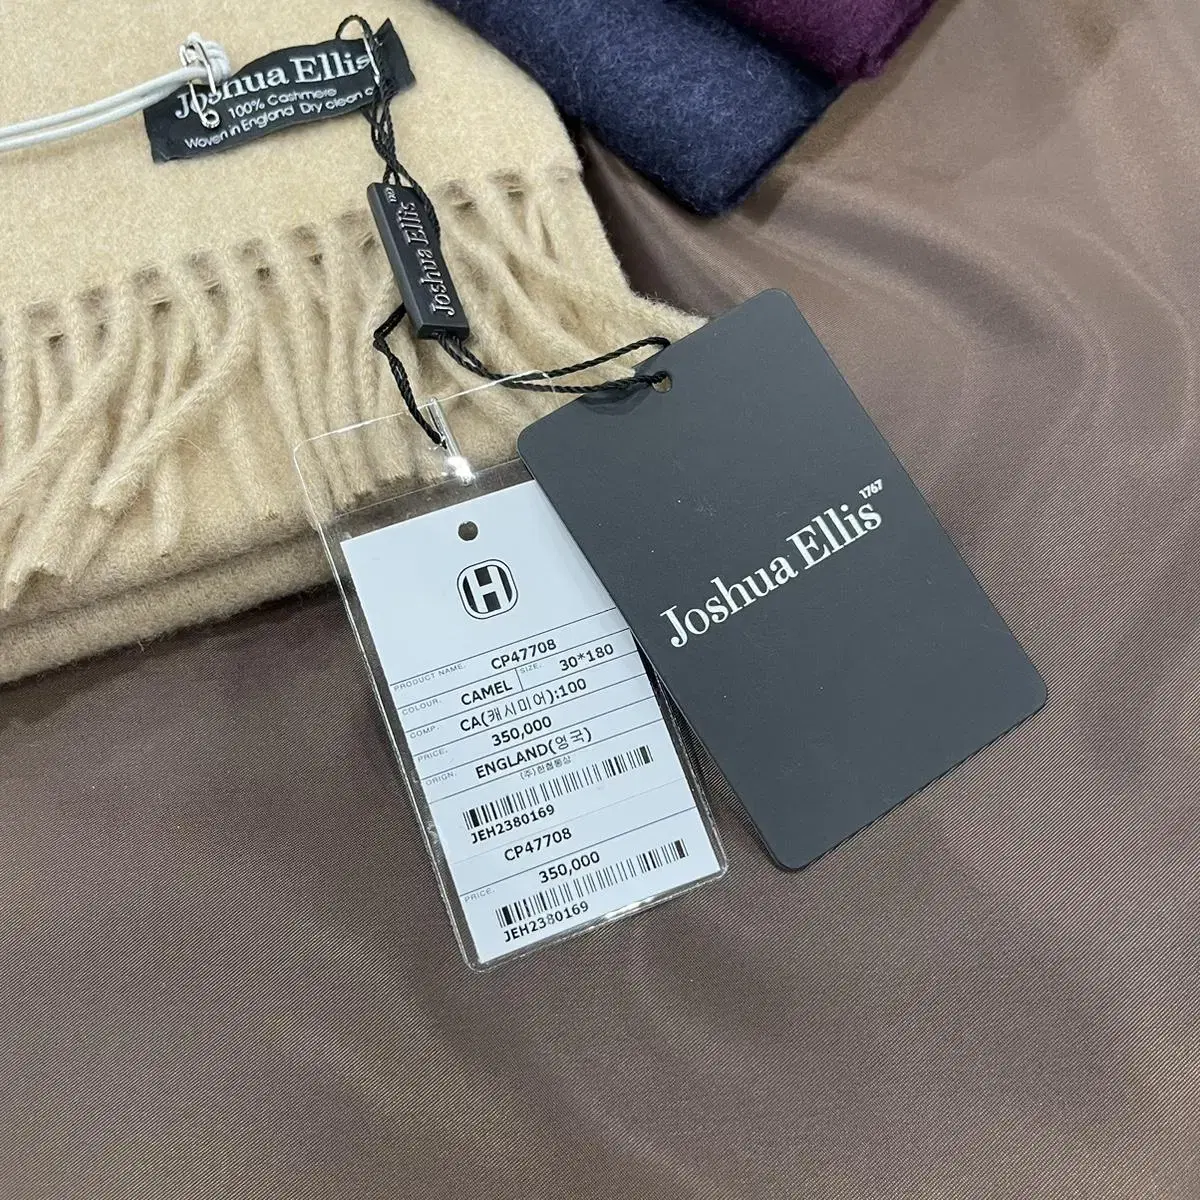 Joshua Ellis
100% Cashmere
Woven in England Dry clean
Joshua Ellis
Joshua Ellis 1767
H
PRODUCT NAME. CP47708
COLOUR. CAMEL SIZE. 30*180
COMP. CA(캐시미어):100
PRICE. 350,000
ORIGN. ENGLAND(영국)
(주)한협통상
JEH2380169
CP47708
PRICE. 350,000
JEH2380169